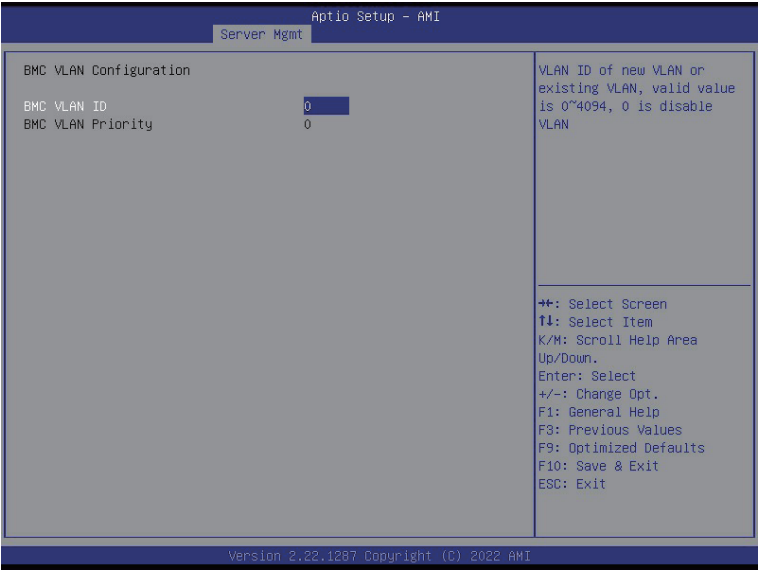 Aptio Setup – AMI
Server Mgmt
BMC VLAN Configuration
BMC VLAN ID 0
BMC VLAN Priority 0
VLAN ID of new VLAN or
existing VLAN, valid value
is 0~4094, 0 is disable
VLAN
→←: Select Screen
↑↓: Select Item
K/M: Scroll Help Area
Up/Down.
Enter: Select
+/-: Change Opt.
F1: General Help
F3: Previous Values
F9: Optimized Defaults
F10: Save & Exit
ESC: Exit
Version 2.22.1287 Copyright (C) 2022 AMI